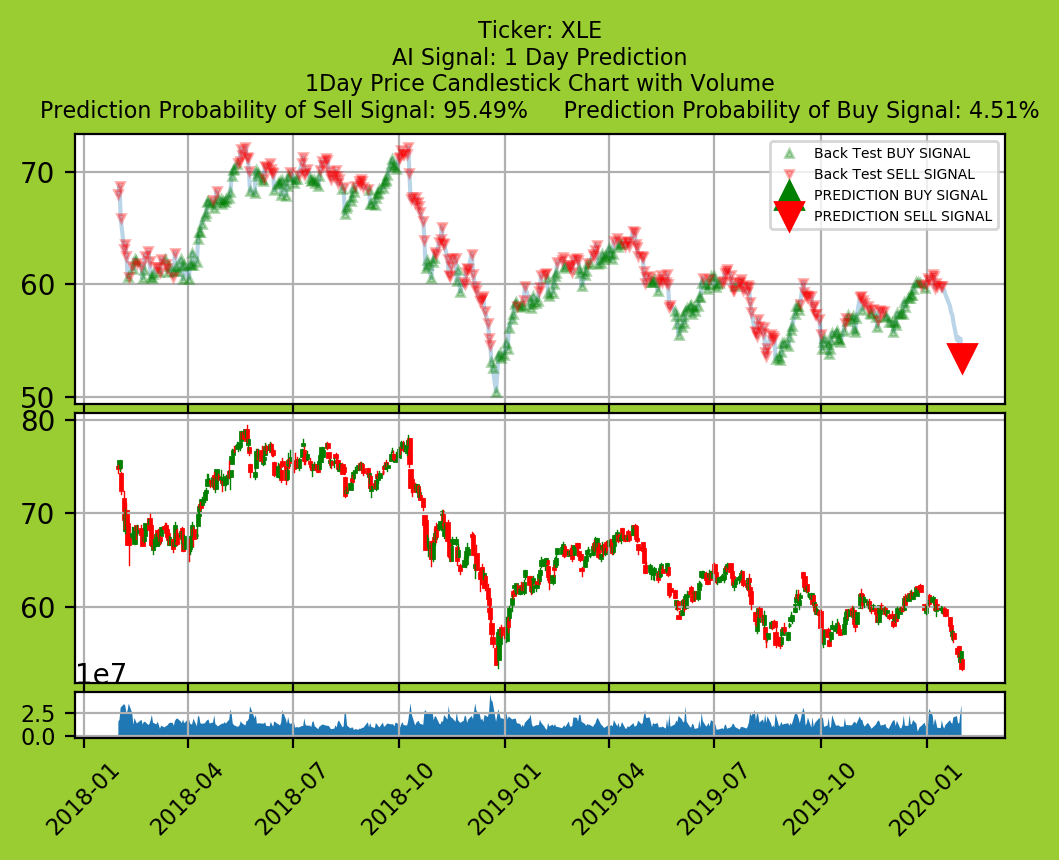 Ticker: XLE
AI Signal: 1 Day Prediction
1Day Price Candlestick Chart with Volume
Prediction Probability of Sell Signal: 95.49%     Prediction Probability of Buy Signal: 4.51%
Back Test BUY SIGNAL
Back Test SELL SIGNAL
PREDICTION BUY SIGNAL
PREDICTION SELL SIGNAL
70
60
50
80
70
60
1e7
2.5
0.0
2018-01
2018-04
2018-07
2018-10
2019-01
2019-04
2019-07
2019-10
2020-01